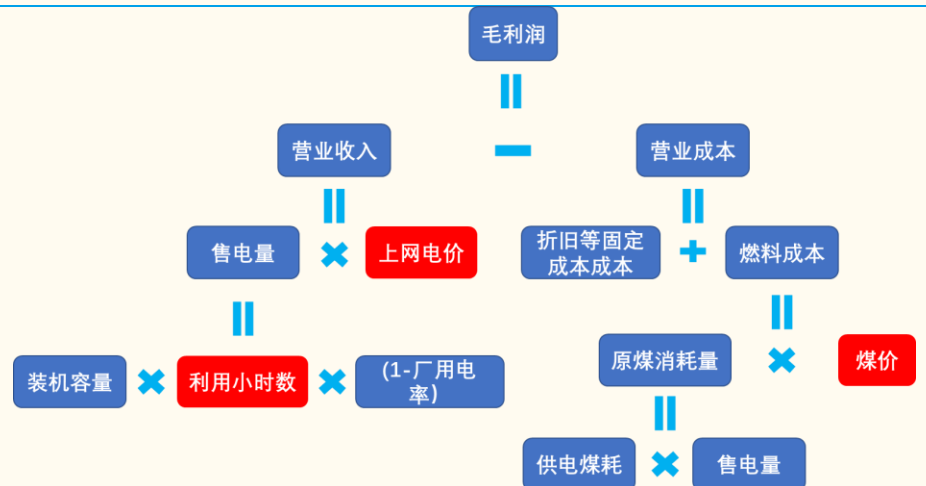 毛利润
营业收入
营业成本
售电量
上网电价
折旧等固定
成本成本
燃料成本
装机容量
利用小时数
(1-厂用电
率)
原煤消耗量
煤价
供电煤耗
售电量